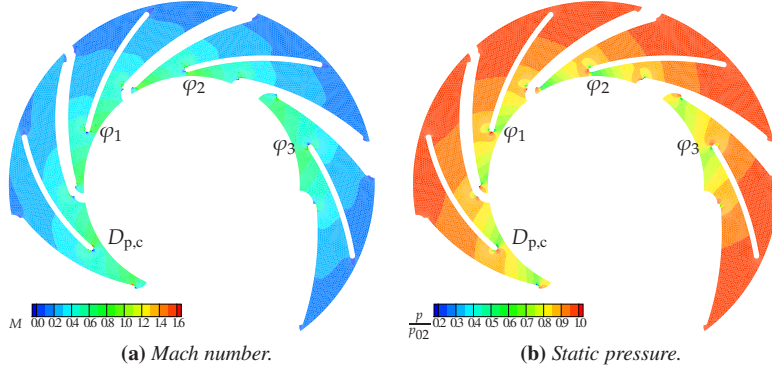 φ2
φ1
φ3
Dp,c
M
0.0 0.2 0.4 0.6 0.8 1.0 1.2 1.4 1.6
(a) Mach number.
φ2
φ1
φ3
Dp,c
p
p02
0.2 0.3 0.4 0.5 0.6 0.7 0.8 0.9 1.0
(b) Static pressure.